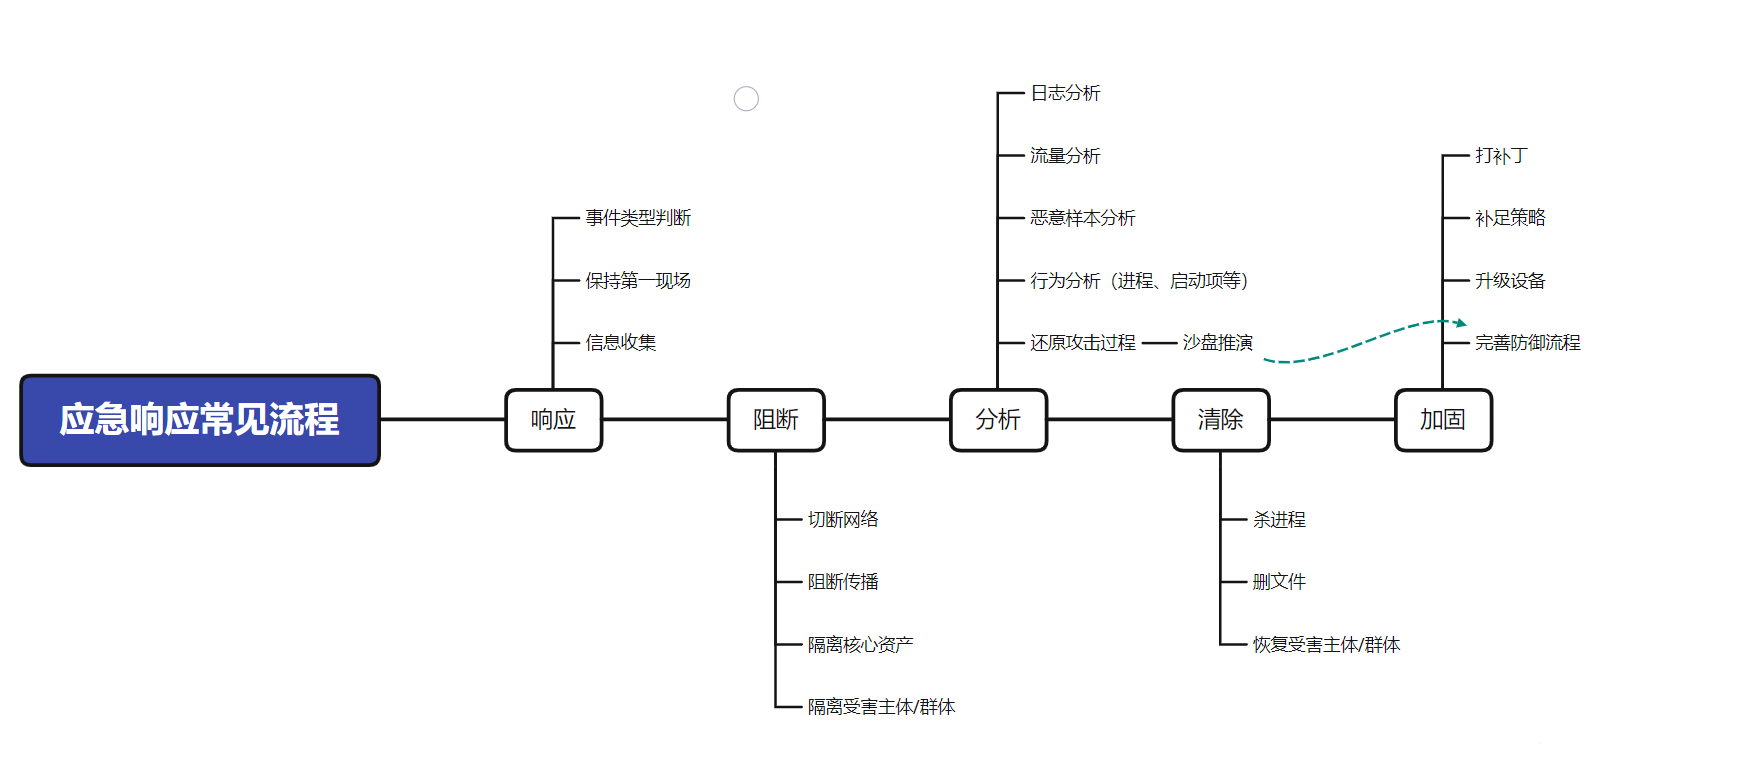 应急响应常见流程
响应
事件类型判断
保持第一现场
信息收集
阻断
切断网络
阻断传播
隔离核心资产
隔离受害主体/群体
分析
日志分析
流量分析
恶意样本分析
行为分析（进程、启动项等）
还原攻击过程
沙盘推演
清除
杀进程
删文件
恢复受害主体/群体
加固
打补丁
补足策略
升级设备
完善防御流程